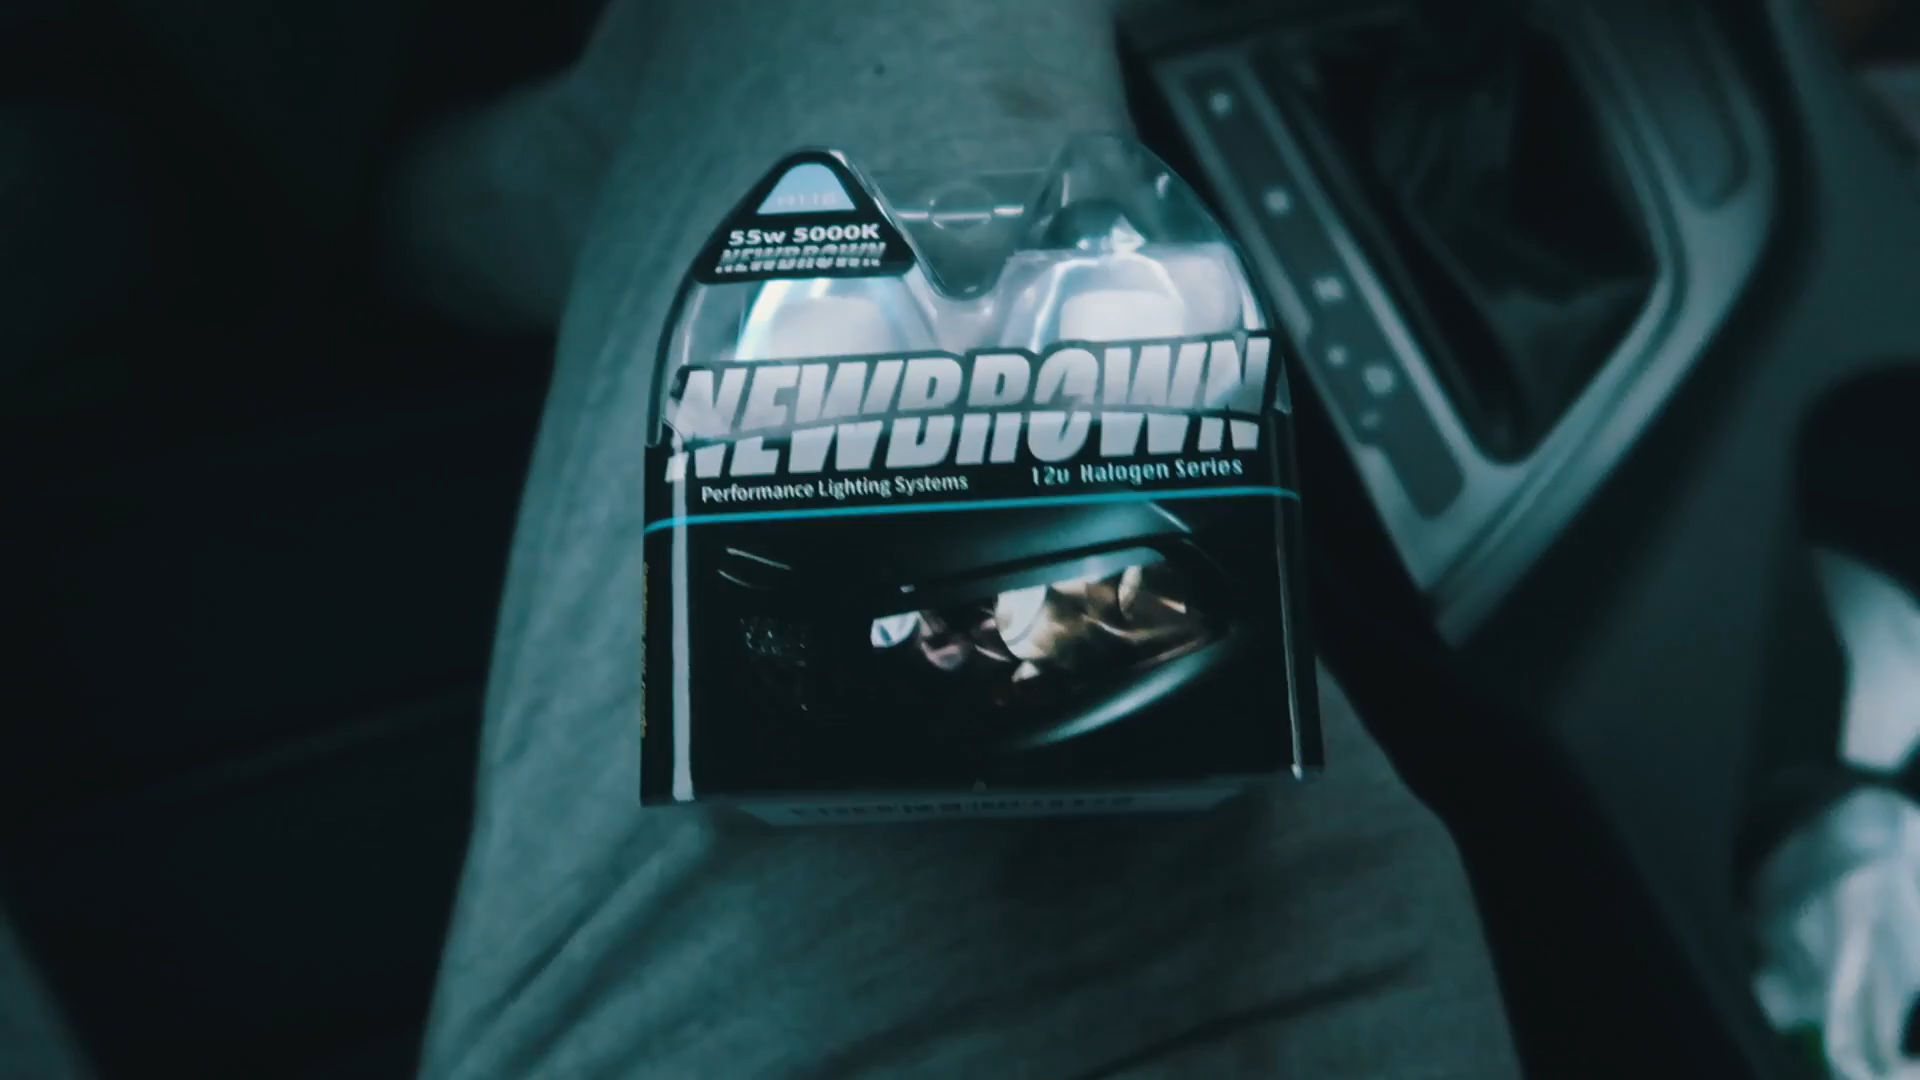 55w 5000K
NEWBROWN
NEWBROWN
Performance Lighting Systems
12v Halogen Series
P